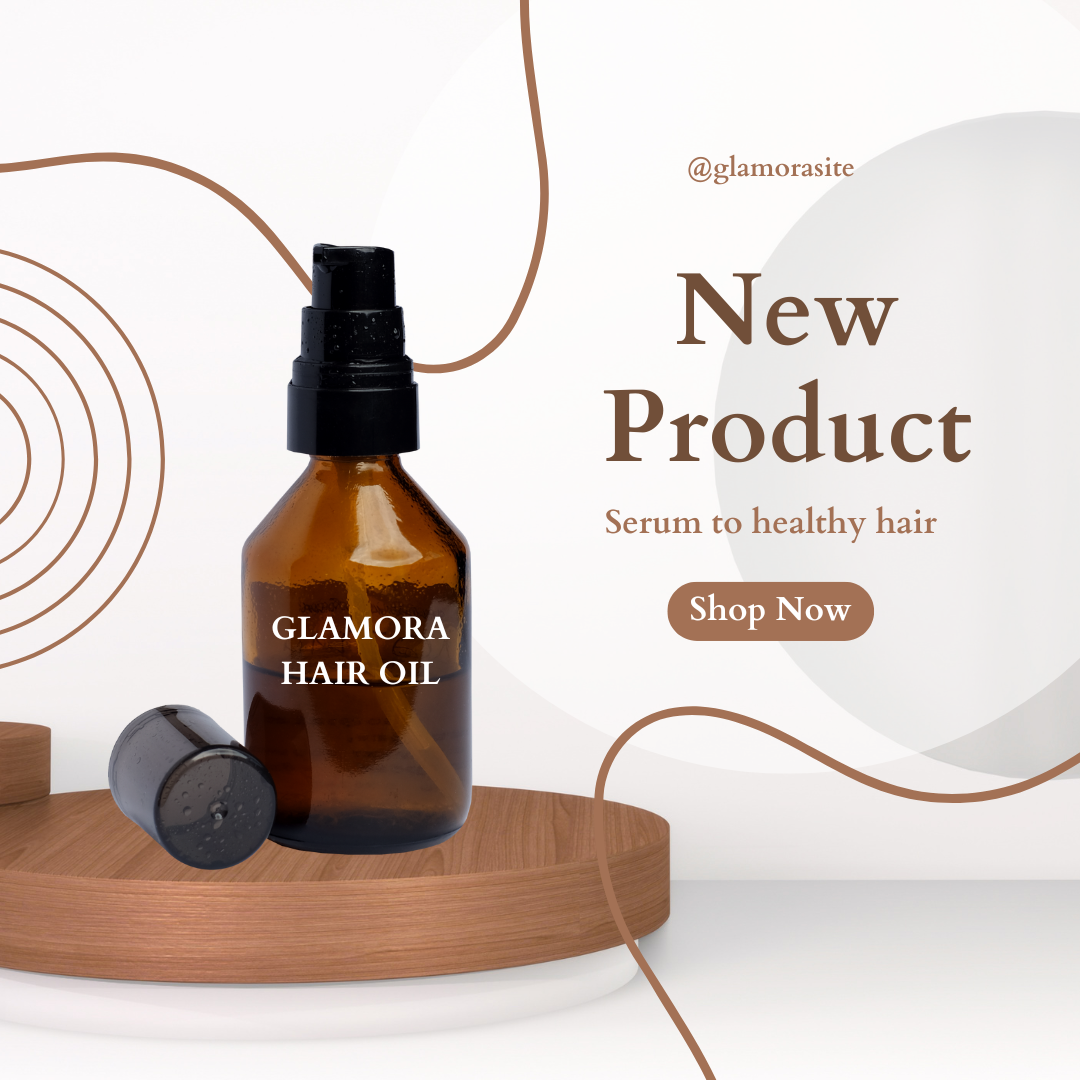 @glamorasite
New
Product
Serum to healthy hair
Shop Now
GLAMORA
HAIR OIL